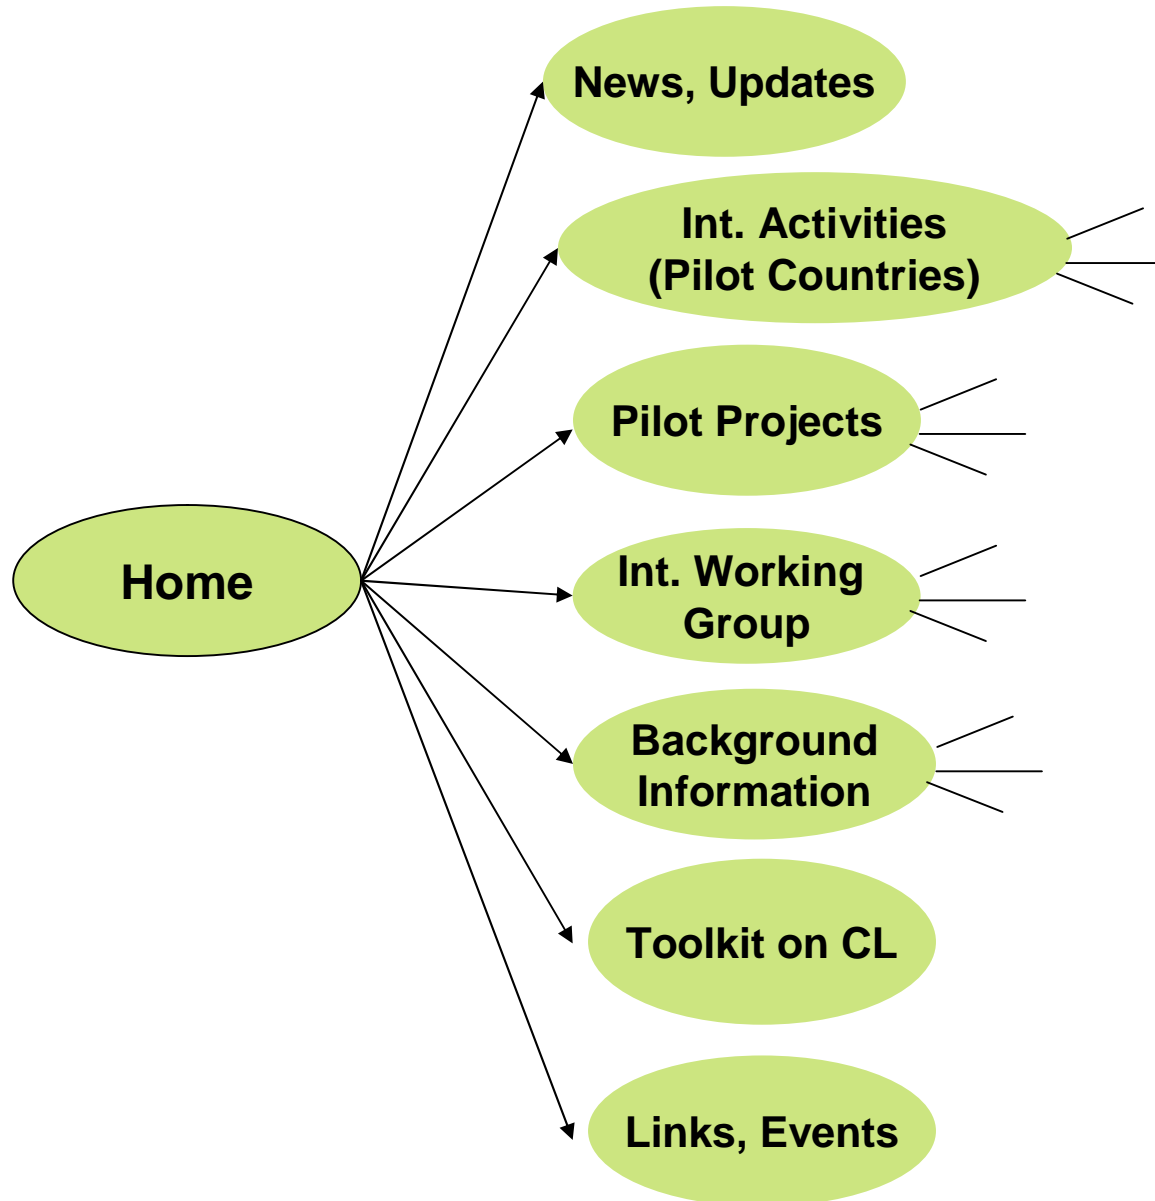 News, Updates
Int. Activities
(Pilot Countries)
Pilot Projects
Home
Int. Working
Group
Background
Information
Toolkit on CL
Links, Events